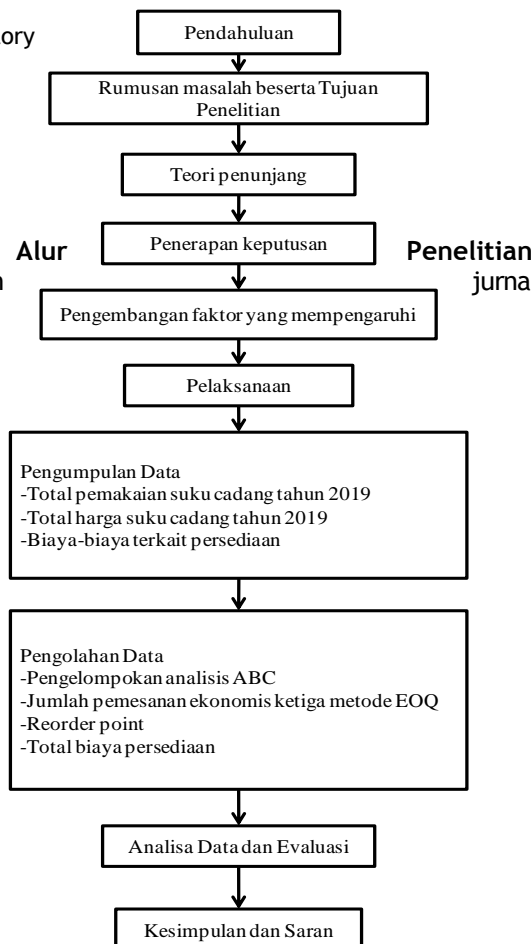 ory
Pendahuluan
Rumusan masalah beserta Tujuan
Penelitian
Teori penunjang
Alur
Penerapan keputusan
Penelitian
n
jurna
Pengembangan faktor yang mempengaruhi
Pelaksanaan
Pengumpulan Data
-Total pemakaian suku cadang tahun 2019
-Total harga suku cadang tahun 2019
-Biaya-biaya terkait persediaan
Pengolahan Data
-Pengelompokan analisis ABC
-Jumlah pemesanan ekonomis ketiga metode EOQ
-Reorder point
-Total biaya persediaan
Analisa Data dan Evaluasi
Kesimpulan dan Saran